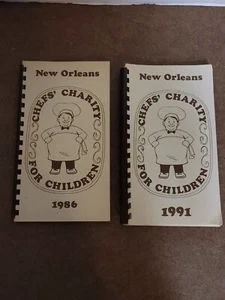 New Orleans
CHEFS' CHARITY
FOR CHILDREN
1986
New Orleans
CHEFS' CHARITY
FOR CHILDREN
1991